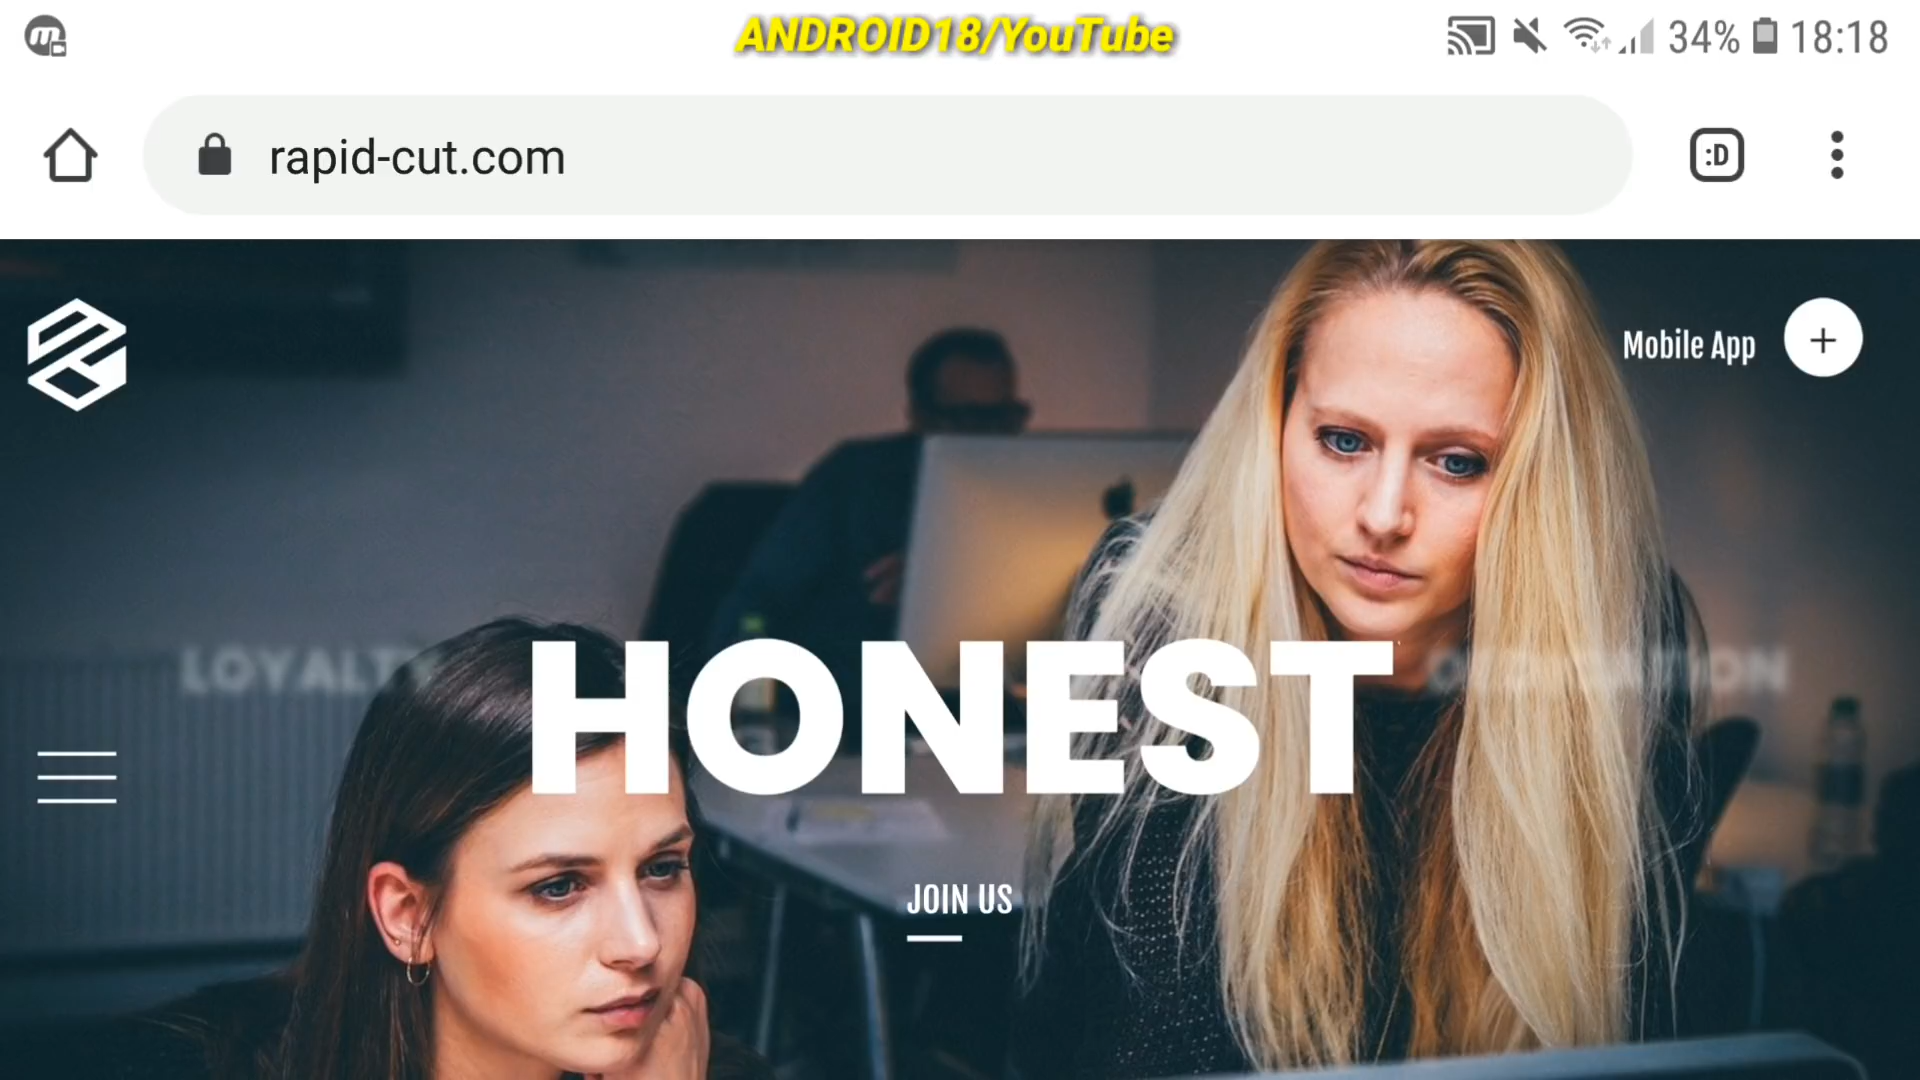 ANDROID18/YouTube
34% 18:18
rapid-cut.com
:D
Mobile App
+
LOYALTY
HONEST
JOIN US